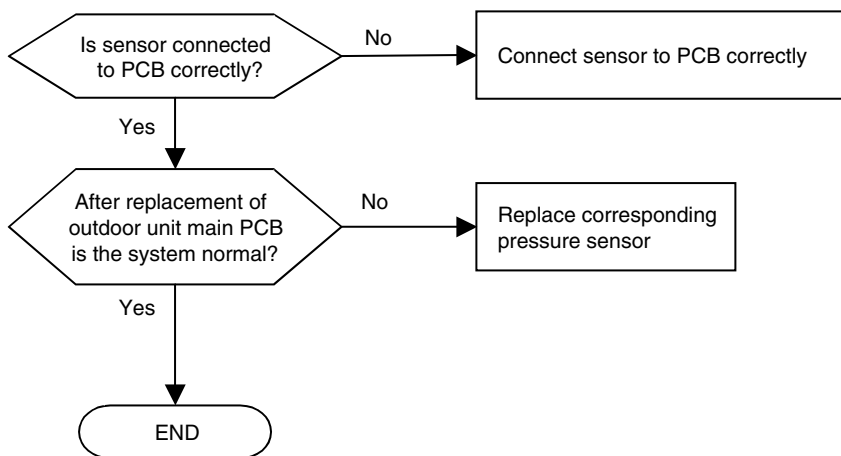 Is sensor connected
to PCB correctly?
No
Connect sensor to PCB correctly
Yes
After replacement of
outdoor unit main PCB
is the system normal?
No
Replace corresponding
pressure sensor
Yes
END